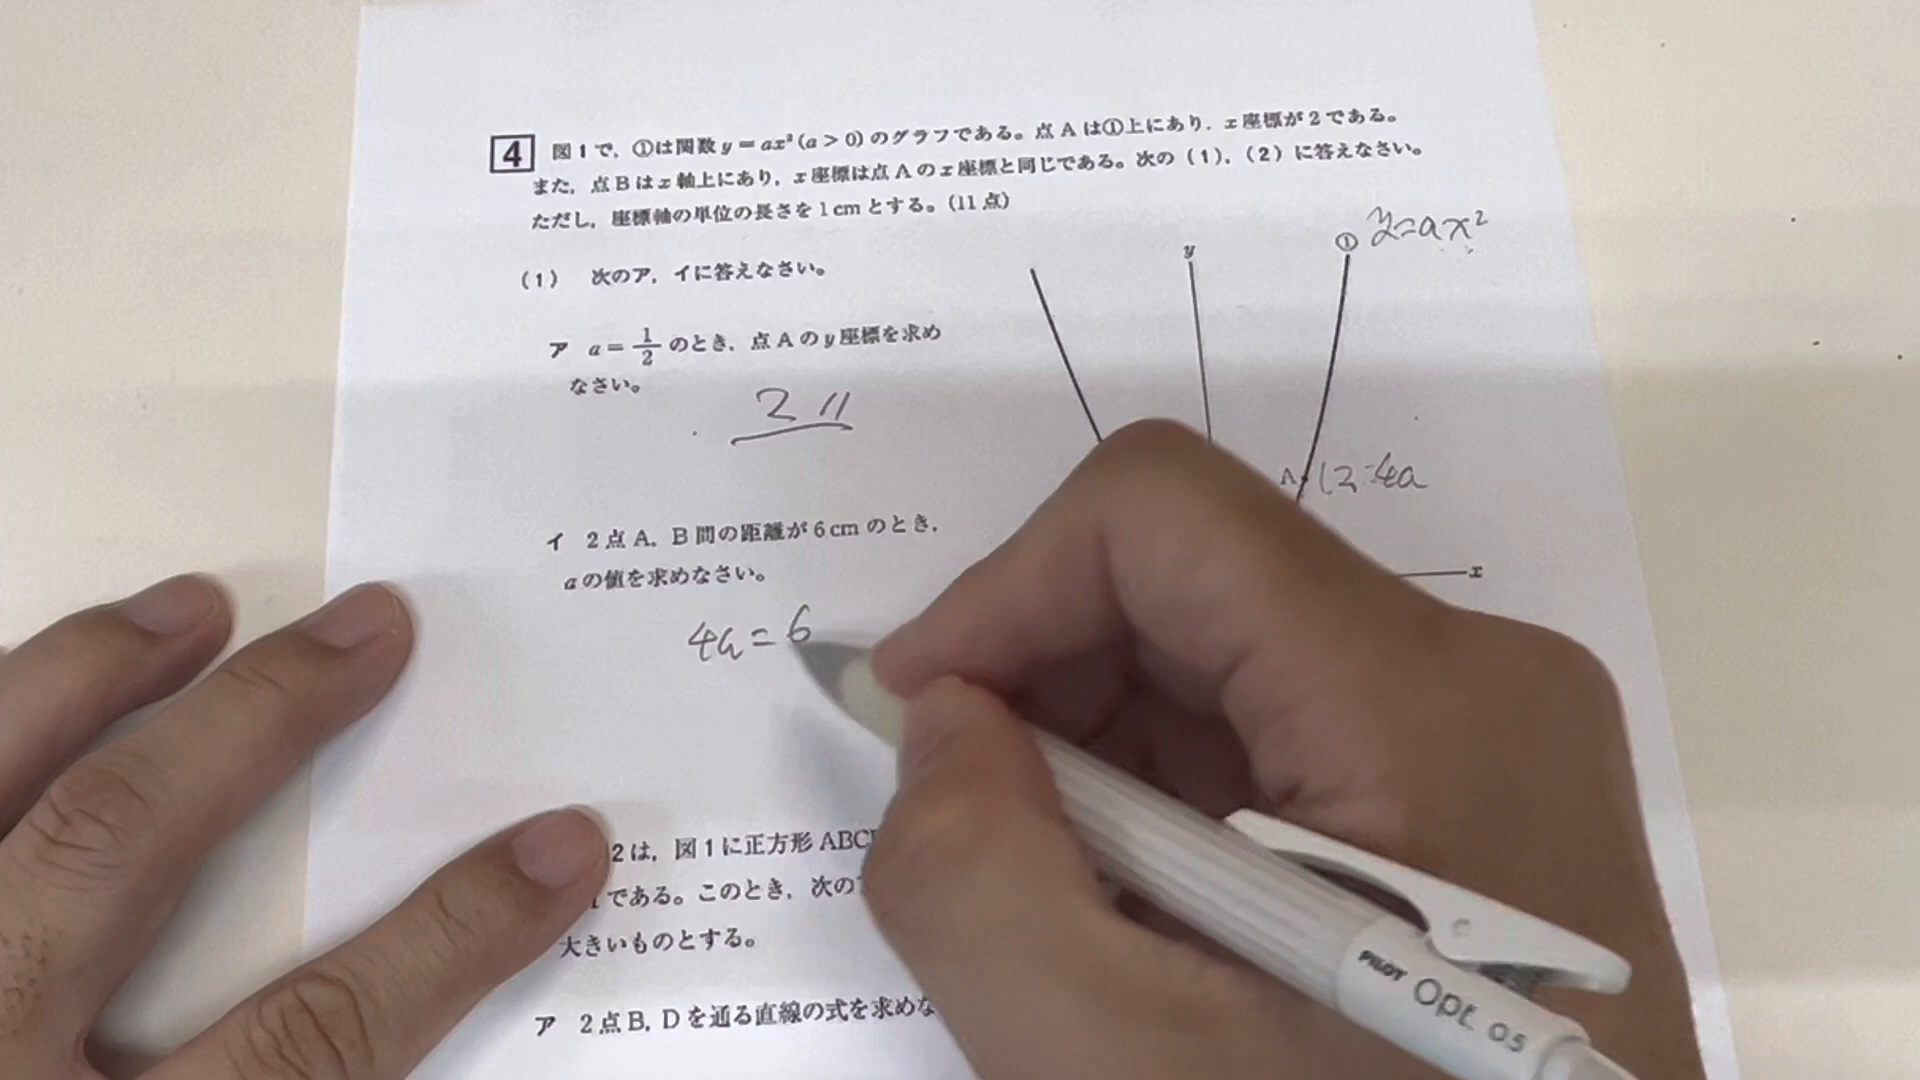 4 図1で，①は関数y＝ax²(a＞0)のグラフである。点Aは①上にあり，x座標が2である。
また，点Bはx軸上にあり，x座標は点Aのx座標と同じである。次の(1)，(2)に答えなさい。
ただし，座標軸の単位の長さを1cmとする。(11点)
① y=ax²
y
(1) 次のア，イに答えなさい。
ア a＝1/2のとき，点Aのy座標を求め
なさい。
2
A (2 4a
イ 2点A，B間の距離が6cmのとき，
aの値を求めなさい。
x
4a=6
2は，図1に正方形ABC
である。このとき，次の
大きいものとする。
ア 2点B，Dを通る直線の式を求めな
PILOT Opt. 0.5